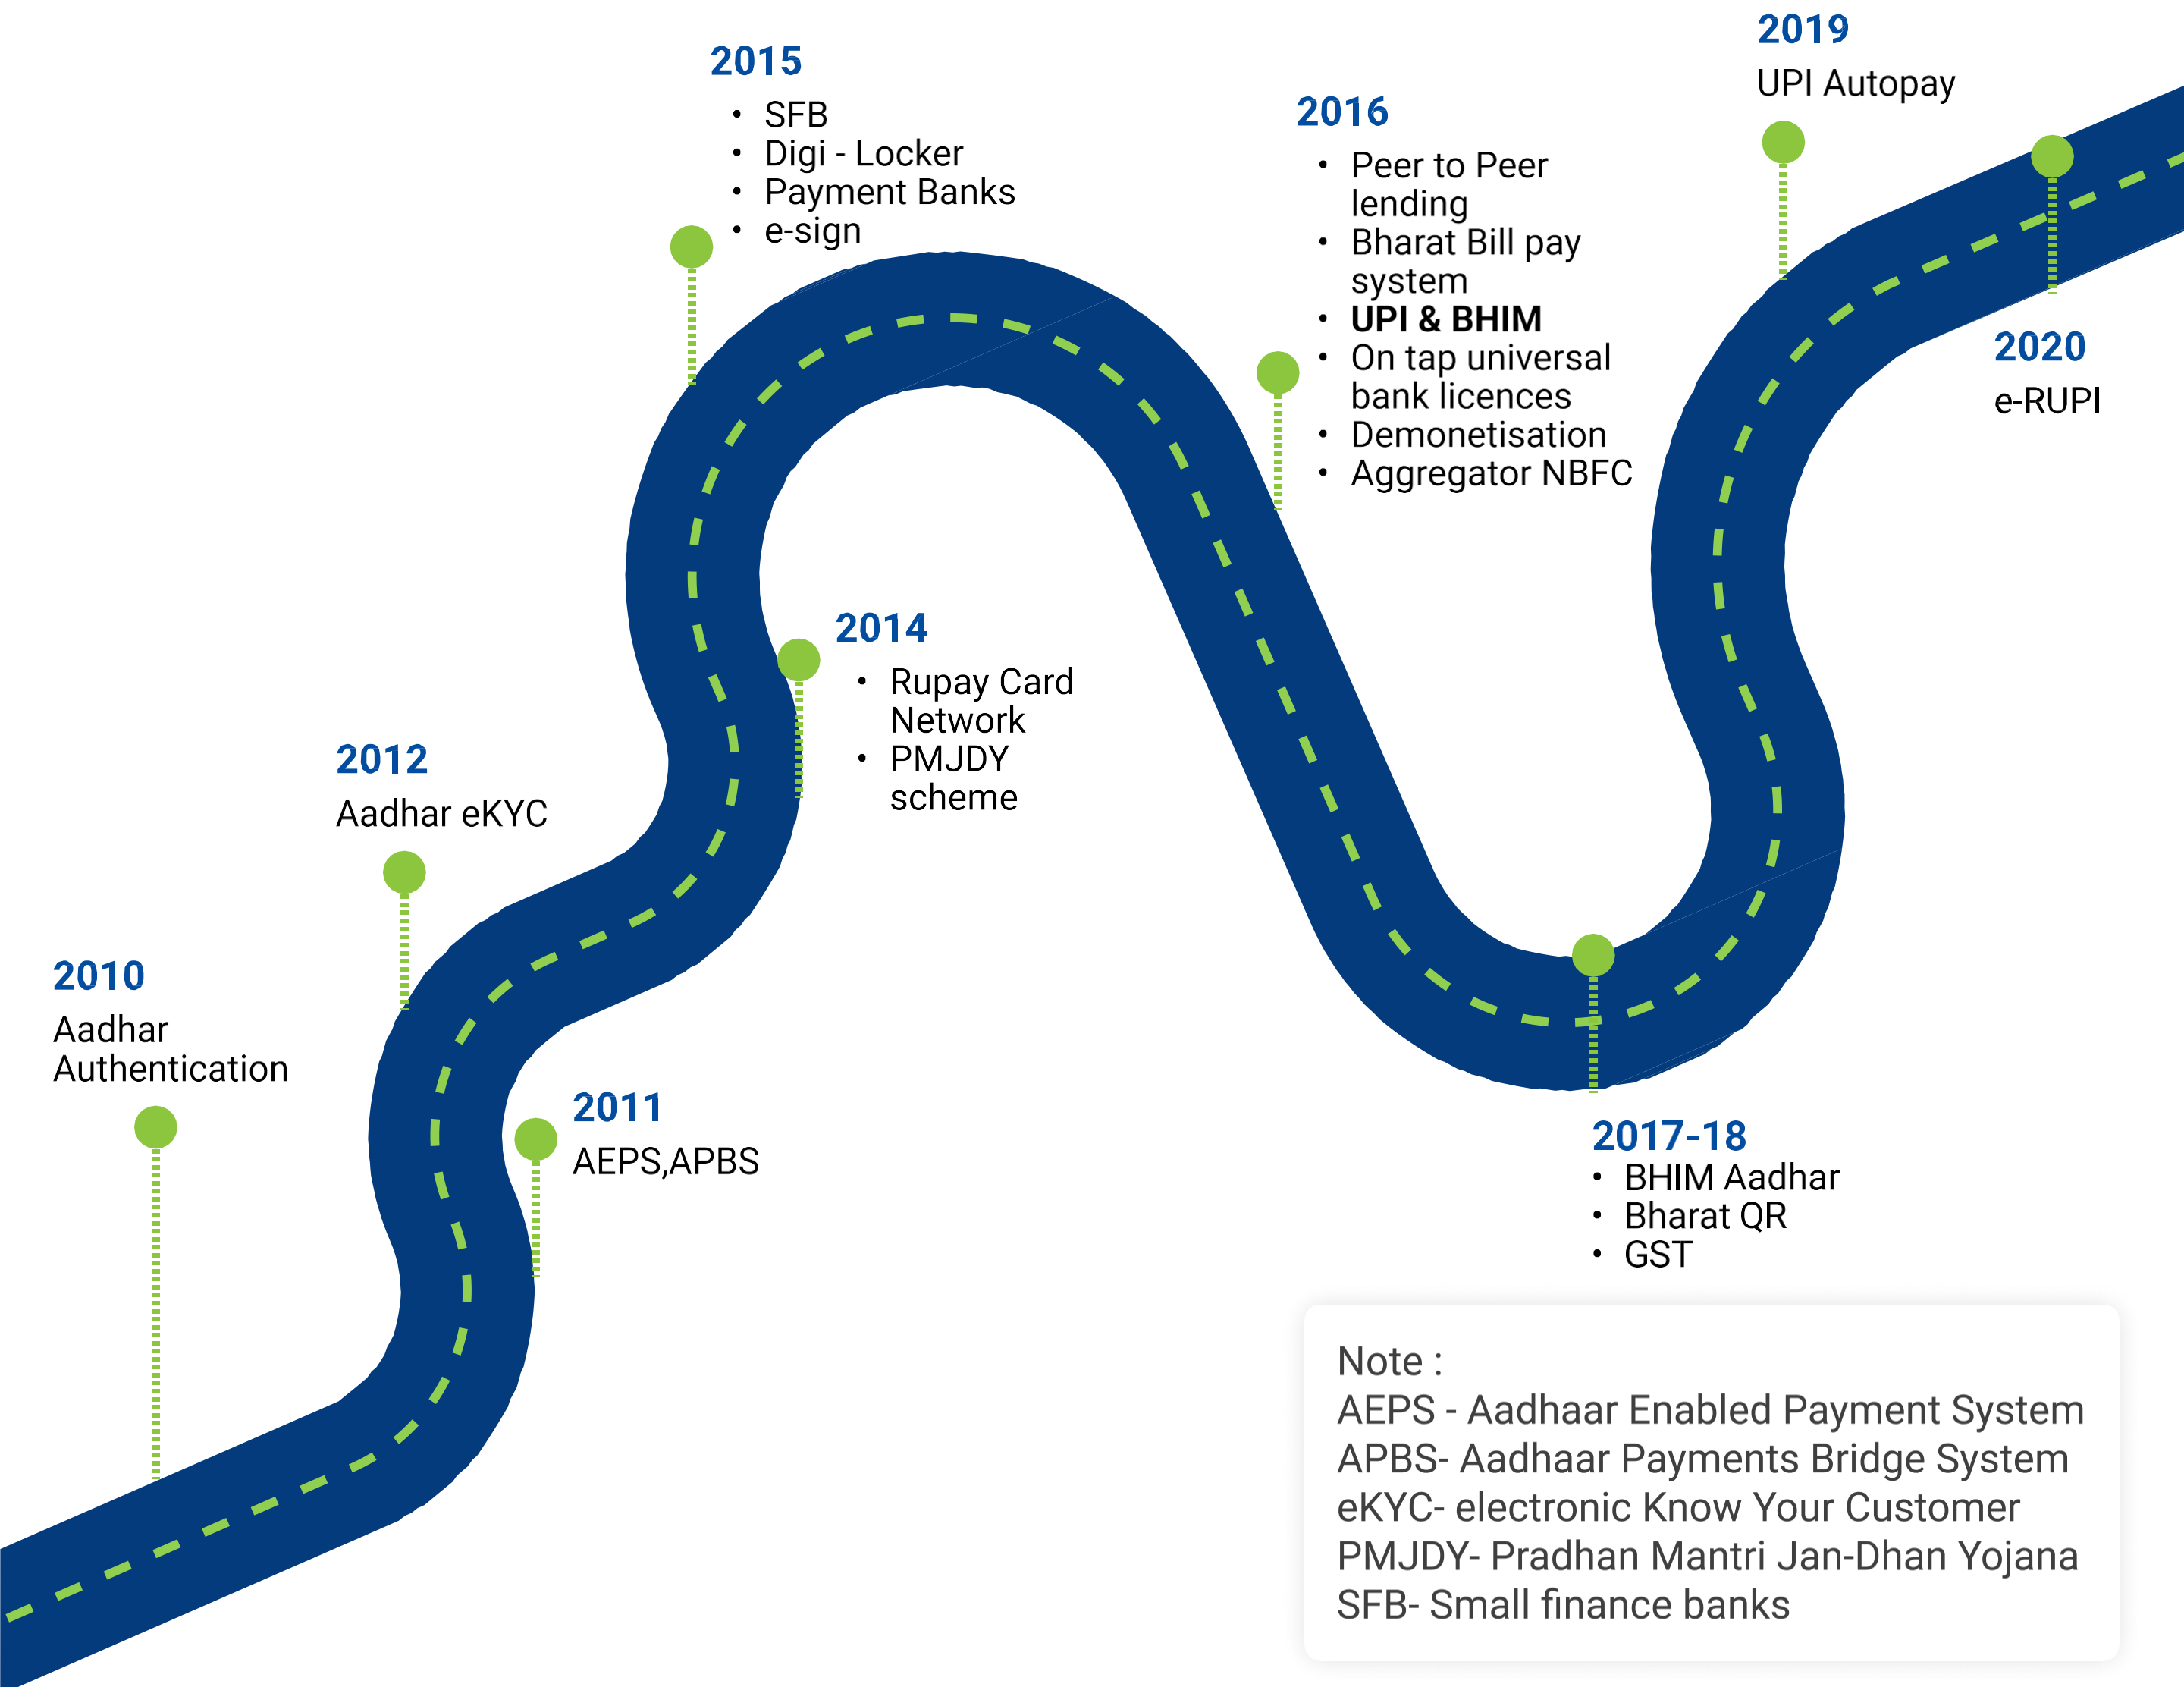 2010
Aadhar
Authentication
2011
AEPS,APBS
2012
Aadhar eKYC
2014
• Rupay Card
Network
• PMJDY
scheme
2015
• SFB
• Digi - Locker
• Payment Banks
• e-sign
2016
• Peer to Peer
lending
• Bharat Bill pay
system
• UPI & BHIM
• On tap universal
bank licences
• Demonetisation
• Aggregator NBFC
2017-18
• BHIM Aadhar
• Bharat QR
• GST
2019
UPI Autopay
2020
e-RUPI
Note :
AEPS - Aadhaar Enabled Payment System
APBS- Aadhaar Payments Bridge System
eKYC- electronic Know Your Customer
PMJDY- Pradhan Mantri Jan-Dhan Yojana
SFB- Small finance banks